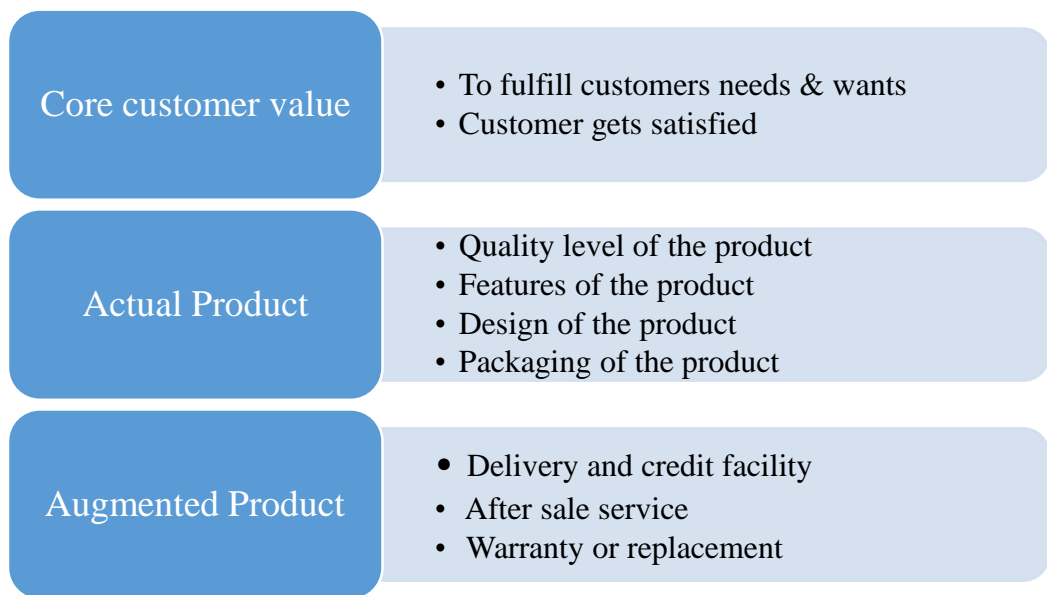 Core customer value
• To fulfill customers needs & wants
• Customer gets satisfied
Actual Product
• Quality level of the product
• Features of the product
• Design of the product
• Packaging of the product
Augmented Product
• Delivery and credit facility
• After sale service
• Warranty or replacement